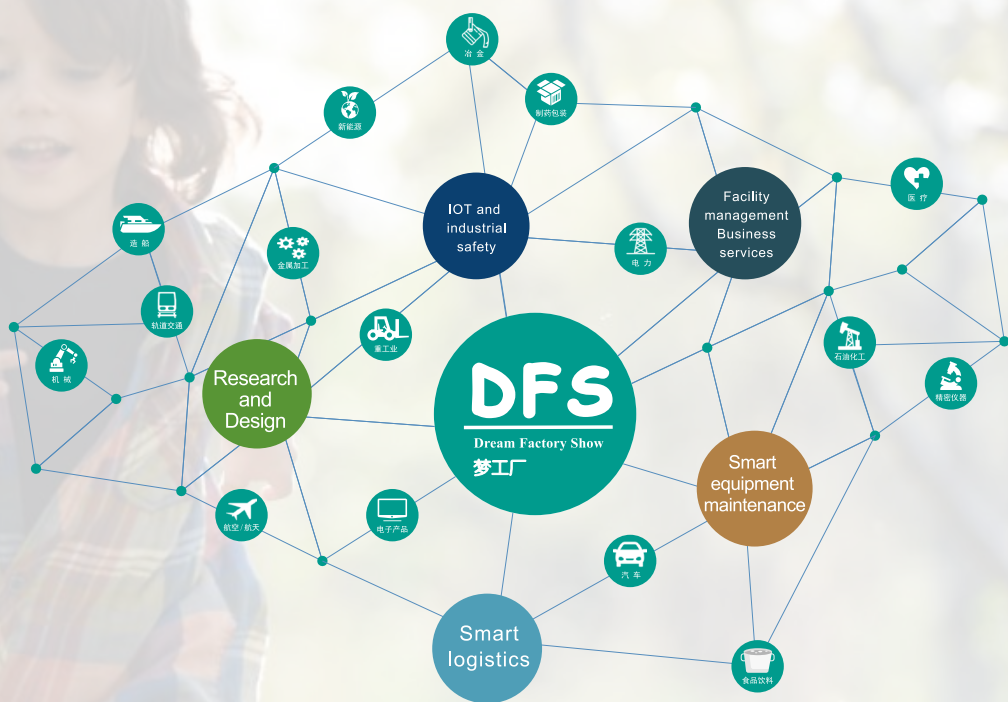 冶 金
制药包装
新能源
医 疗
IOT and
industrial
safety
Facility
management
Business
services
造 船
金属加工
电 力
轨道交通
重工业
石油化工
机 械
精密仪器
Research
and
Design
DFS
Dream Factory Show
梦工厂
Smart
equipment
maintenance
航空/航天
电子产品
汽 车
Smart
logistics
食品饮料